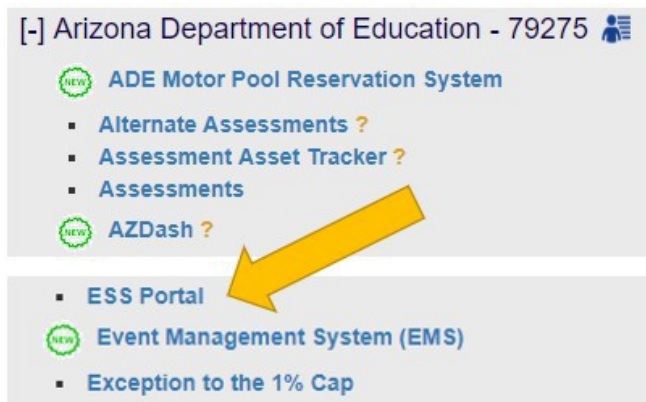 [-] Arizona Department of Education - 79275
NEW ADE Motor Pool Reservation System
Alternate Assessments ?
Assessment Asset Tracker ?
Assessments
NEW AZDash ?
ESS Portal
NEW Event Management System (EMS)
Exception to the 1% Cap